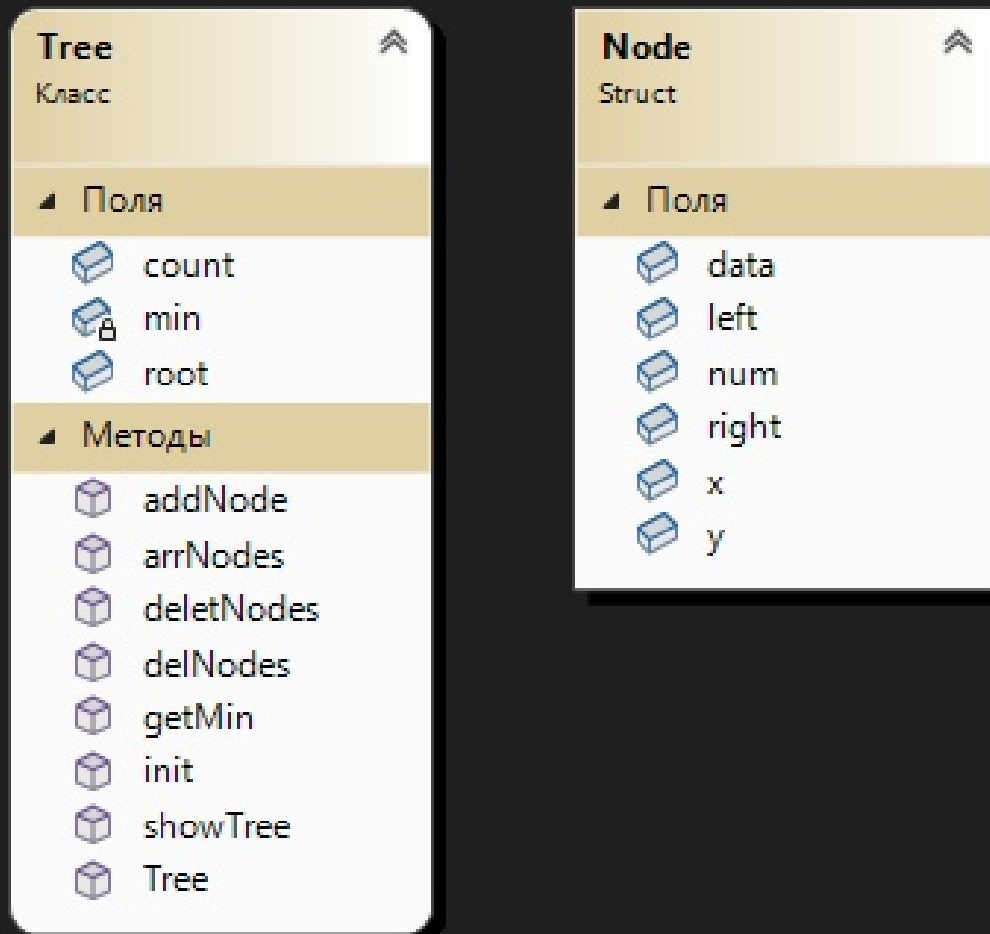 Tree
Класс
Поля
count
min
root
Методы
addNode
arrNodes
deletNodes
delNodes
getMin
init
showTree
Tree
Node
Struct
Поля
data
left
num
right
x
y